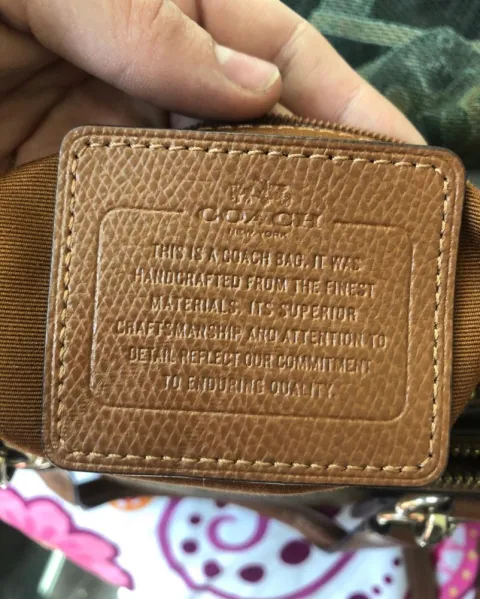 COACH
NEW YORK
THIS IS A COACH BAG. IT WAS
HANDCRAFTED FROM THE FINEST
MATERIALS. ITS SUPERIOR
CRAFTSMANSHIP AND ATTENTION TO
DETAIL REFLECT OUR COMMITMENT
TO ENDURING QUALITY.